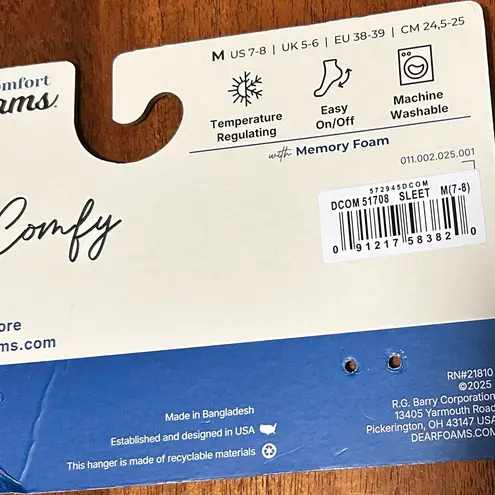 omfort
ams.
M US 7-8 | UK 5-6 | EU 38-39 | CM 24,5-25
Temperature
Regulating
Easy
On/Off
Machine
Washable
with Memory Foam
011.002.025.001
572945DCOM
DCOM 51708 SLEET M(7-8)
0 91217 58382 0
Comfy
ore
ms.com
RN#21810
©2025
R.G. Barry Corporation
13405 Yarmouth Road
Pickerington, OH 43147 USA
DEARFOAMS.COM
Made in Bangladesh
Established and designed in USA
This hanger is made of recyclable materials